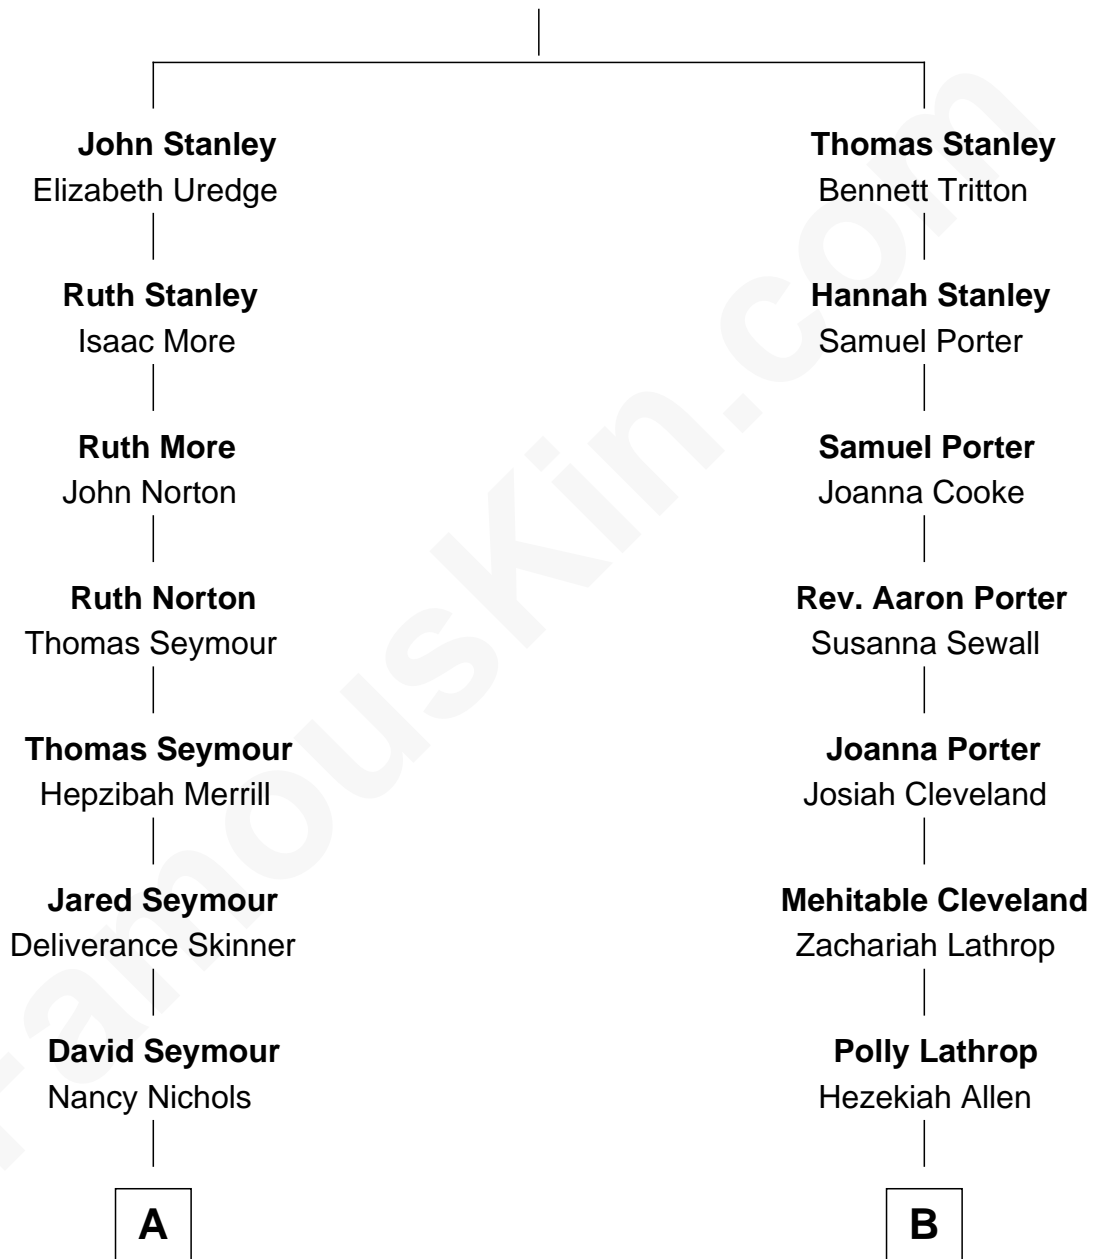 John Stanley
Elizabeth Uredge
Ruth Stanley
Isaac More
Ruth More
John Norton
Ruth Norton
Thomas Seymour
Thomas Seymour
Hepzibah Merrill
Jared Seymour
Deliverance Skinner
David Seymour
Nancy Nichols
A
Thomas Stanley
Bennett Tritton
Hannah Stanley
Samuel Porter
Samuel Porter
Joanna Cooke
Rev. Aaron Porter
Susanna Sewall
Joanna Porter
Josiah Cleveland
Mehitable Cleveland
Zachariah Lathrop
Polly Lathrop
Hezekiah Allen
B
FamousKin.com